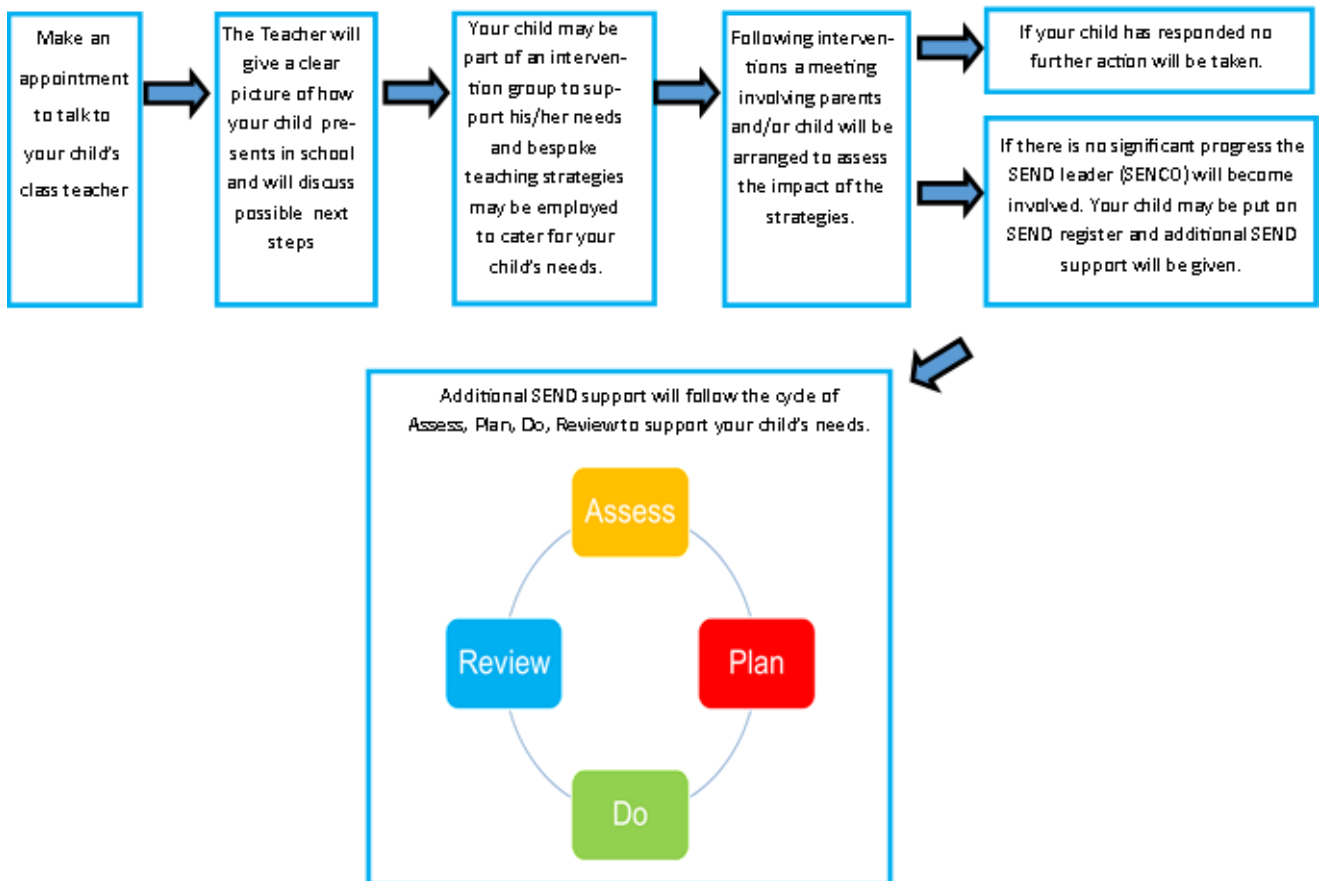 Make an
appointment
to talk to
your child's
class teacher
The Teacher will
give a clear
picture of how
your child pre-
sents in school
and will discuss
possible next
steps
Your child may be
part of an interven-
tion group to sup-
port his/her needs
and bespoke
teaching strategies
may be employed
to cater for your
child's needs.
Following interven-
tions a meeting
involving parents
and/or child will be
arranged to assess
the impact of the
strategies.
If your child has responded no
further action will be taken.
If there is no significant progress the
SEND leader (SENCO) will become
involved. Your child may be put on
SEND register and additional SEND
support will be given.
Additional SEND support will follow the cycle of
Assess, Plan, Do, Review to support your child's needs.
Assess
Plan
Do
Review